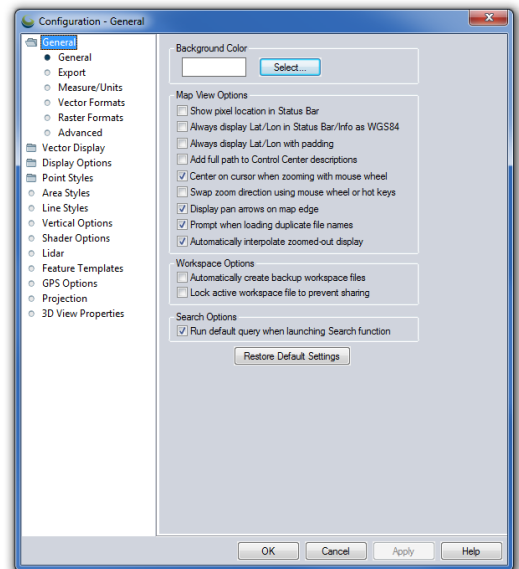 Configuration - General
General
General
Export
Measure/Units
Vector Formats
Raster Formats
Advanced
Vector Display
Display Options
Point Styles
Area Styles
Line Styles
Vertical Options
Shader Options
Lidar
Feature Templates
GPS Options
Projection
3D View Properties
Background Color
Select...
Map View Options
Show pixel location in Status Bar
Always display Lat/Lon in Status Bar/Info as WGS84
Always display Lat/Lon with padding
Add full path to Control Center descriptions
Center on cursor when zooming with mouse wheel
Swap zoom direction using mouse wheel or hot keys
Display pan arrows on map edge
Prompt when loading duplicate file names
Automatically interpolate zoomed-out display
Workspace Options
Automatically create backup workspace files
Lock active workspace file to prevent sharing
Search Options
Run default query when launching Search function
Restore Default Settings
OK Cancel Apply Help